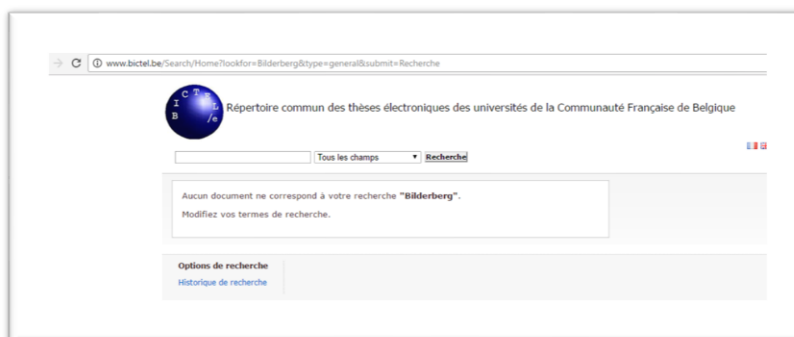 www.bictel.be/Search/Home?lookfor=Bilderberg&type=general&submit=Recherche
B I C T L /e
Répertoire commun des thèses électroniques des universités de la Communauté Française de Belgique
Tous les champs Recherche
Aucun document ne correspond à votre recherche "Bilderberg".
Modifiez vos termes de recherche.
Options de recherche
Historique de recherche